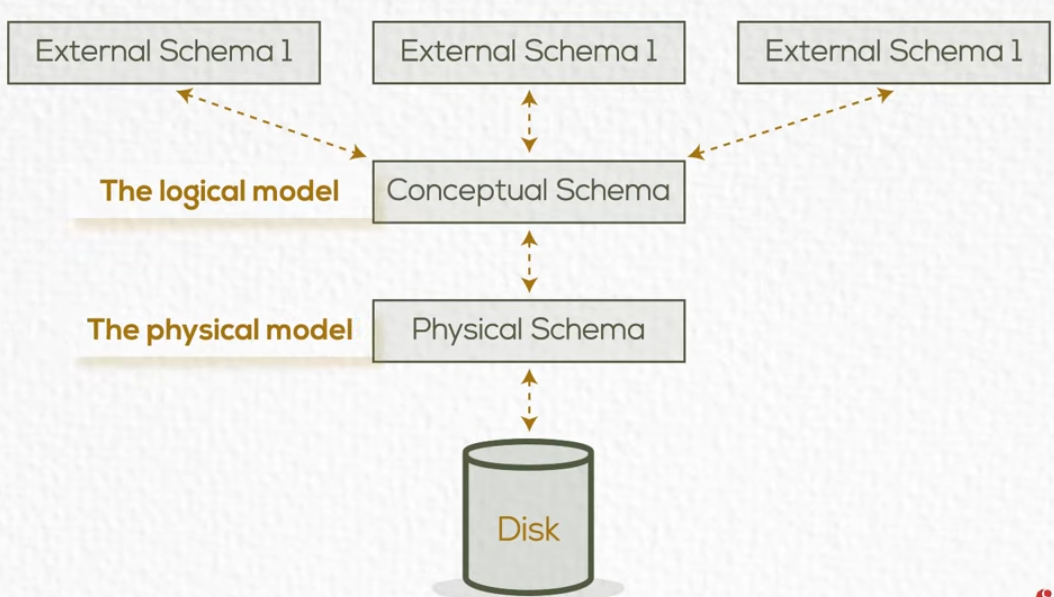 External Schema 1
External Schema 1
External Schema 1
The logical model
Conceptual Schema
The physical model
Physical Schema
Disk